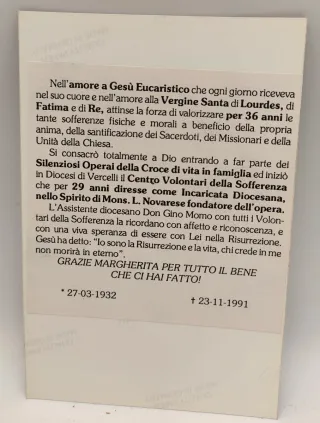 Nell'amore a Gesù Eucaristico che ogni giorno riceveva
nel suo cuore e nell'amore alla Vergine Santa di Lourdes, di
Fatima e di Re, attinse la forza di valorizzare per 36 anni le
tante sofferenze fisiche e morali a beneficio della propria
anima, della santificazione dei Sacerdoti, dei Missionari e della
Unità della Chiesa.
Si consacrò totalmente a Dio entrando a far parte dei
Silenziosi Operai della Croce di vita in famiglia ed iniziò
in Diocesi di Vercelli il Centro Volontari della Sofferenza
che per 29 anni diresse come Incaricata Diocesana,
nello Spirito di Mons. L. Novarese fondatore dell'opera.
L'Assistente diocesano Don Gino Momo con tutti i Volon-
tari della Sofferenza la ricordano con affetto e riconoscenza, e
con una viva speranza di essere con Lei nella Risurrezione.
Gesù ha detto: "Io sono la Risurrezione e la vita, chi crede in me
non morirà in eterno".
GRAZIE MARGHERITA PER TUTTO IL BENE
CHE CI HAI FATTO!
* 27-03-1932 † 23-11-1991